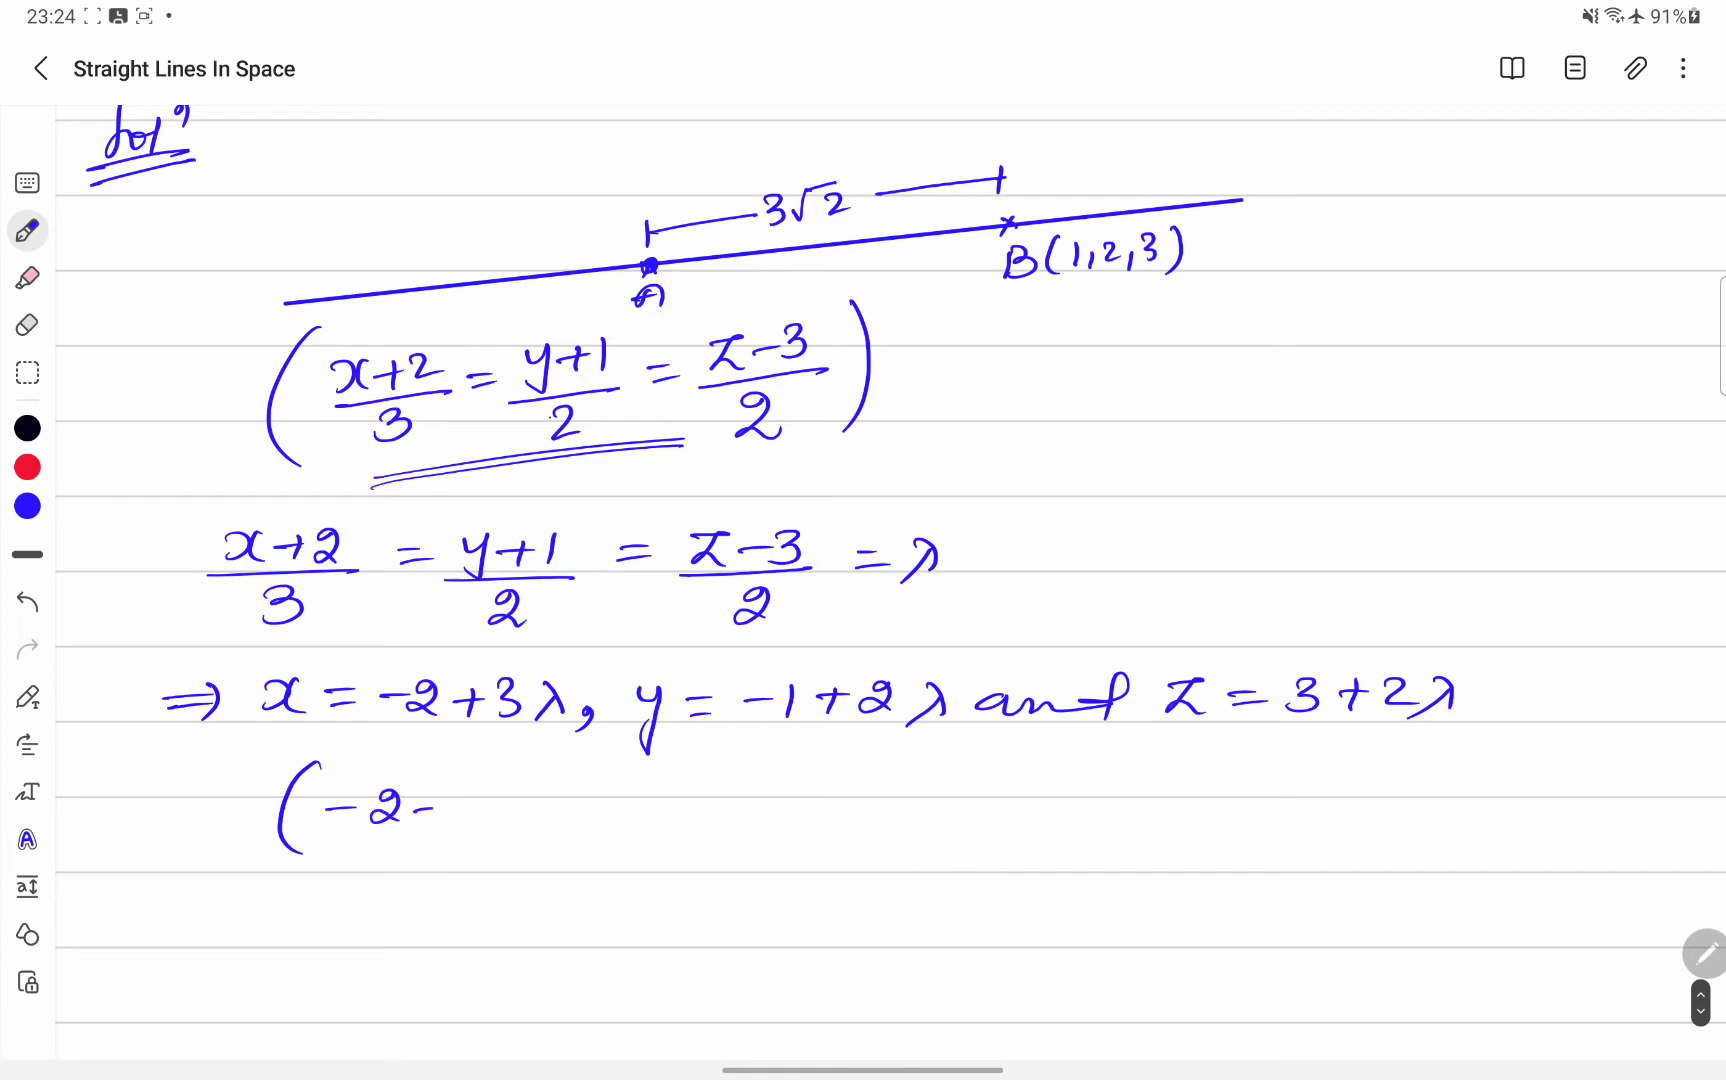 23:24 91%
Straight Lines In Space
Solⁿ
3√2
A B(1,2,3)
(x+2/3 = y+1/2 = z-3/2)
x+2/3 = y+1/2 = z-3/2 = λ
⇒ x = -2+3λ, y = -1+2λ and z = 3+2λ
(-2-